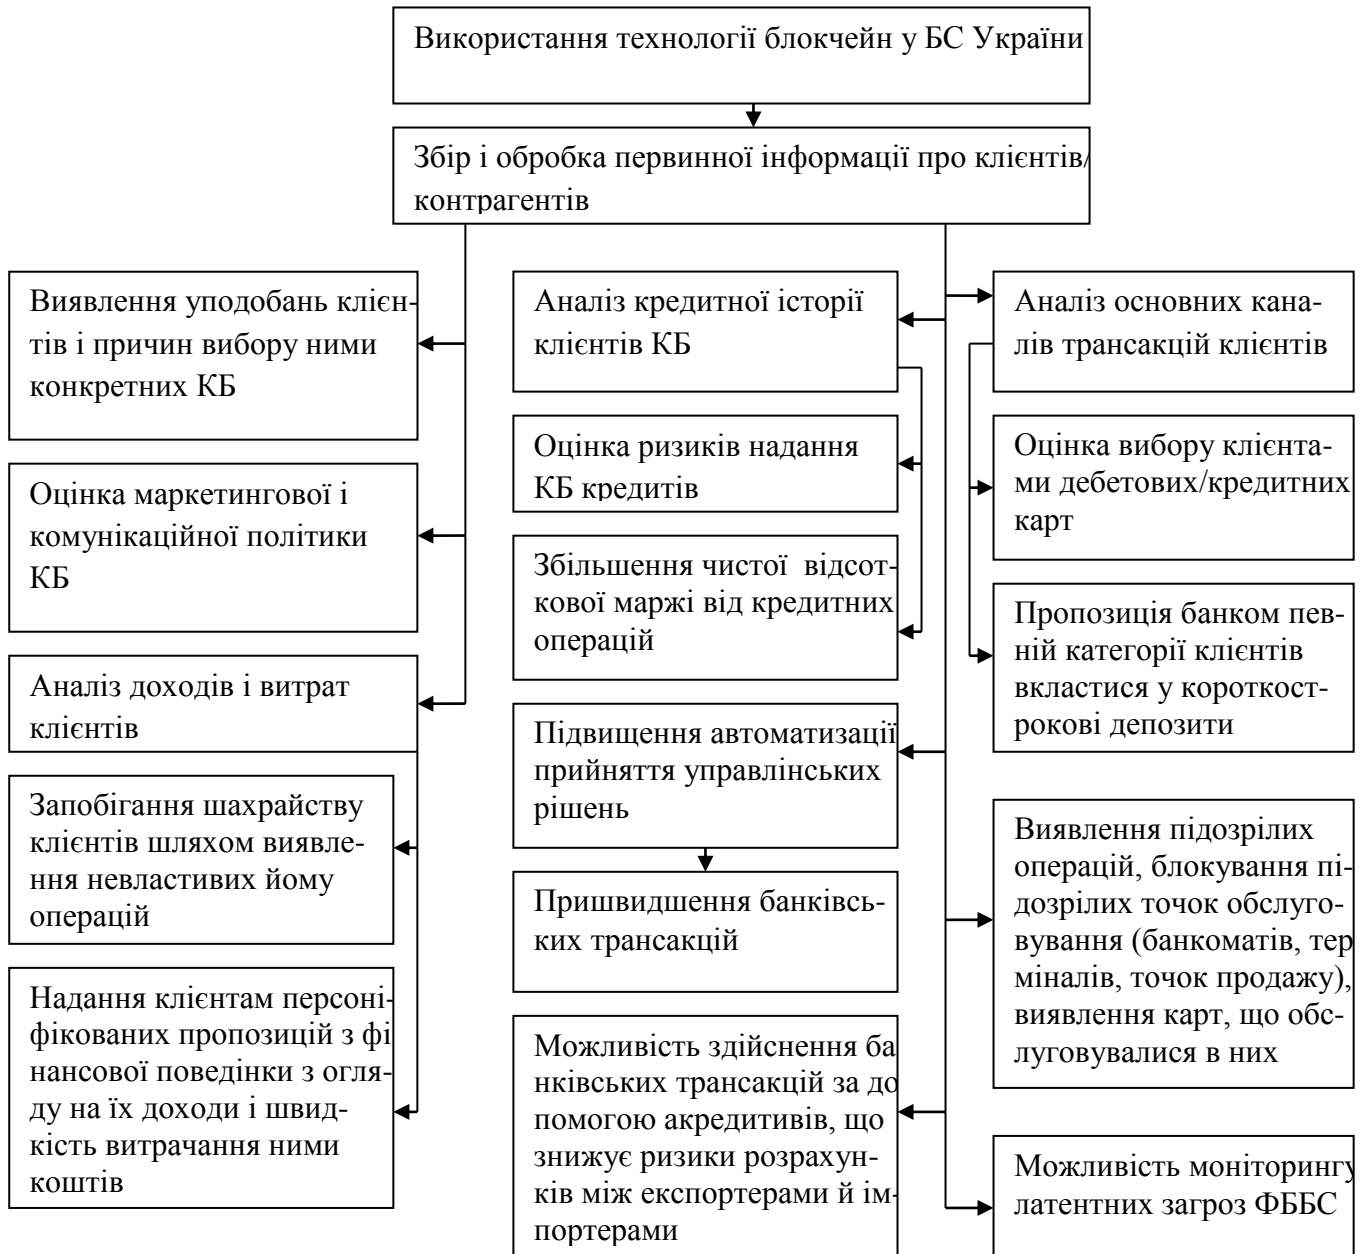 Використання технології блокчейн у БС України
Збір і обробка первинної інформації про клієнтів/
контрагентів
Виявлення уподобань клієн-
тів і причин вибору ними
конкретних КБ
Оцінка маркетингової і
комунікаційної політики
КБ
Аналіз доходів і витрат
клієнтів
Запобігання шахрайству
клієнтів шляхом виявле-
ння невластивих йому
операцій
Надання клієнтам персоні-
фікованих пропозицій з фі
нансової поведінки з огля-
ду на їх доходи і швид-
кість витрачання ними
коштів
Аналіз кредитної історії
клієнтів КБ
Оцінка ризиків надання
КБ кредитів
Збільшення чистої відсот-
кової маржі від кредитних
операцій
Підвищення автоматизації
прийняття управлінських
рішень
Пришвидшення банківсь-
ких трансакцій
Можливість здійснення ба
нківських трансакцій за до
помогою акредитивів, що
знижує ризики розрахун-
ків між експортерами й ім-
портерами
Аналіз основних кана-
лів трансакцій клієнтів
Оцінка вибору клієнта-
ми дебетових/кредитних
карт
Пропозиція банком пев-
ній категорії клієнтів
вкластися у короткост-
рокові депозити
Виявлення підозрілих
операцій, блокування пі-
дозрілих точок обслуго-
вування (банкоматів, тер
міналів, точок продажу),
виявлення карт, що обс-
луговувалися в них
Можливість моніторингу
латентних загроз ФББС